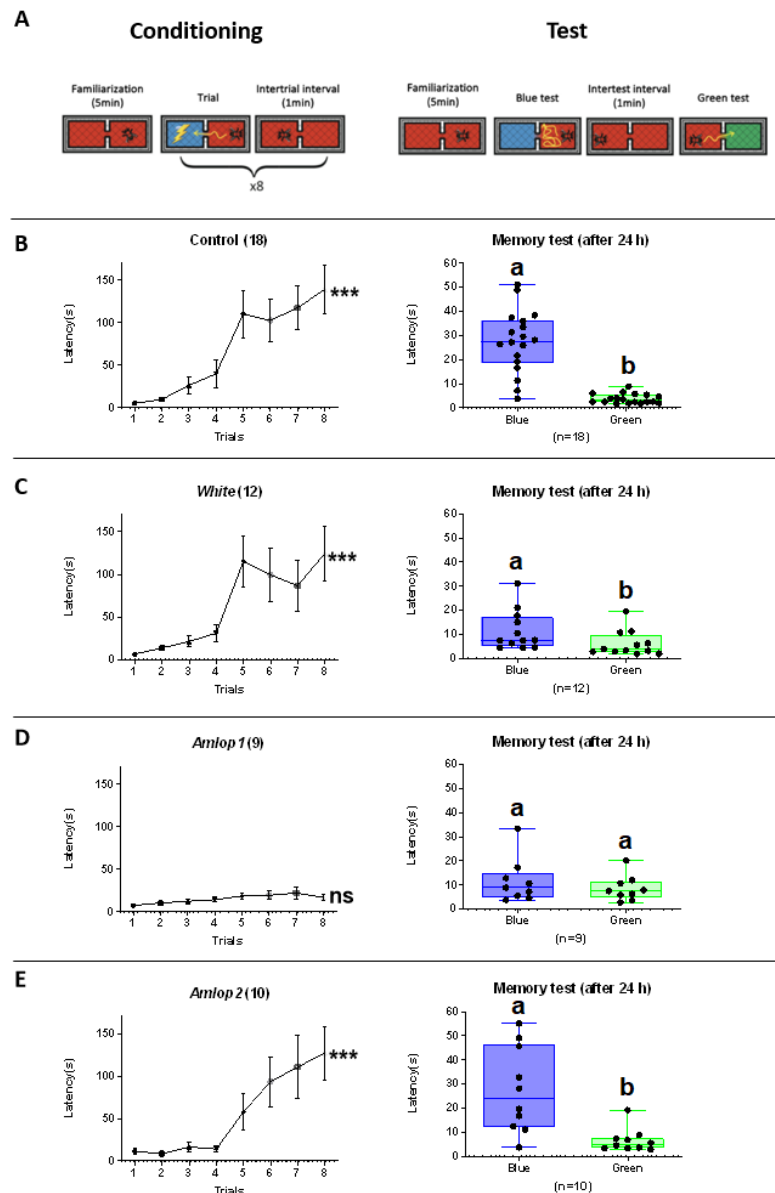 A
Conditioning
Test
Familiarization
(5min)
Trial
Intertrial interval
(1min)
x8
Familiarization
(5min)
Blue test
Intertest interval
(1min)
Green test
B
Control (18)
Latency(s)
150
100
50
0
***
1 2 3 4 5 6 7 8
Trials
Memory test (after 24 h)
Latency(s)
60
50
40
30
20
10
0
a
b
Blue
Green
(n=18)
C
White (12)
Latency(s)
150
100
50
0
***
1 2 3 4 5 6 7 8
Trials
Memory test (after 24 h)
Latency(s)
60
50
40
30
20
10
0
a
b
Blue
Green
(n=12)
D
Amlop 1 (9)
Latency(s)
150
100
50
0
ns
1 2 3 4 5 6 7 8
Trials
Memory test (after 24 h)
Latency(s)
60
50
40
30
20
10
0
a
a
Blue
Green
(n=9)
E
Amlop 2 (10)
Latency(s)
150
100
50
0
***
1 2 3 4 5 6 7 8
Trials
Memory test (after 24 h)
Latency(s)
60
50
40
30
20
10
0
a
b
Blue
Green
(n=10)